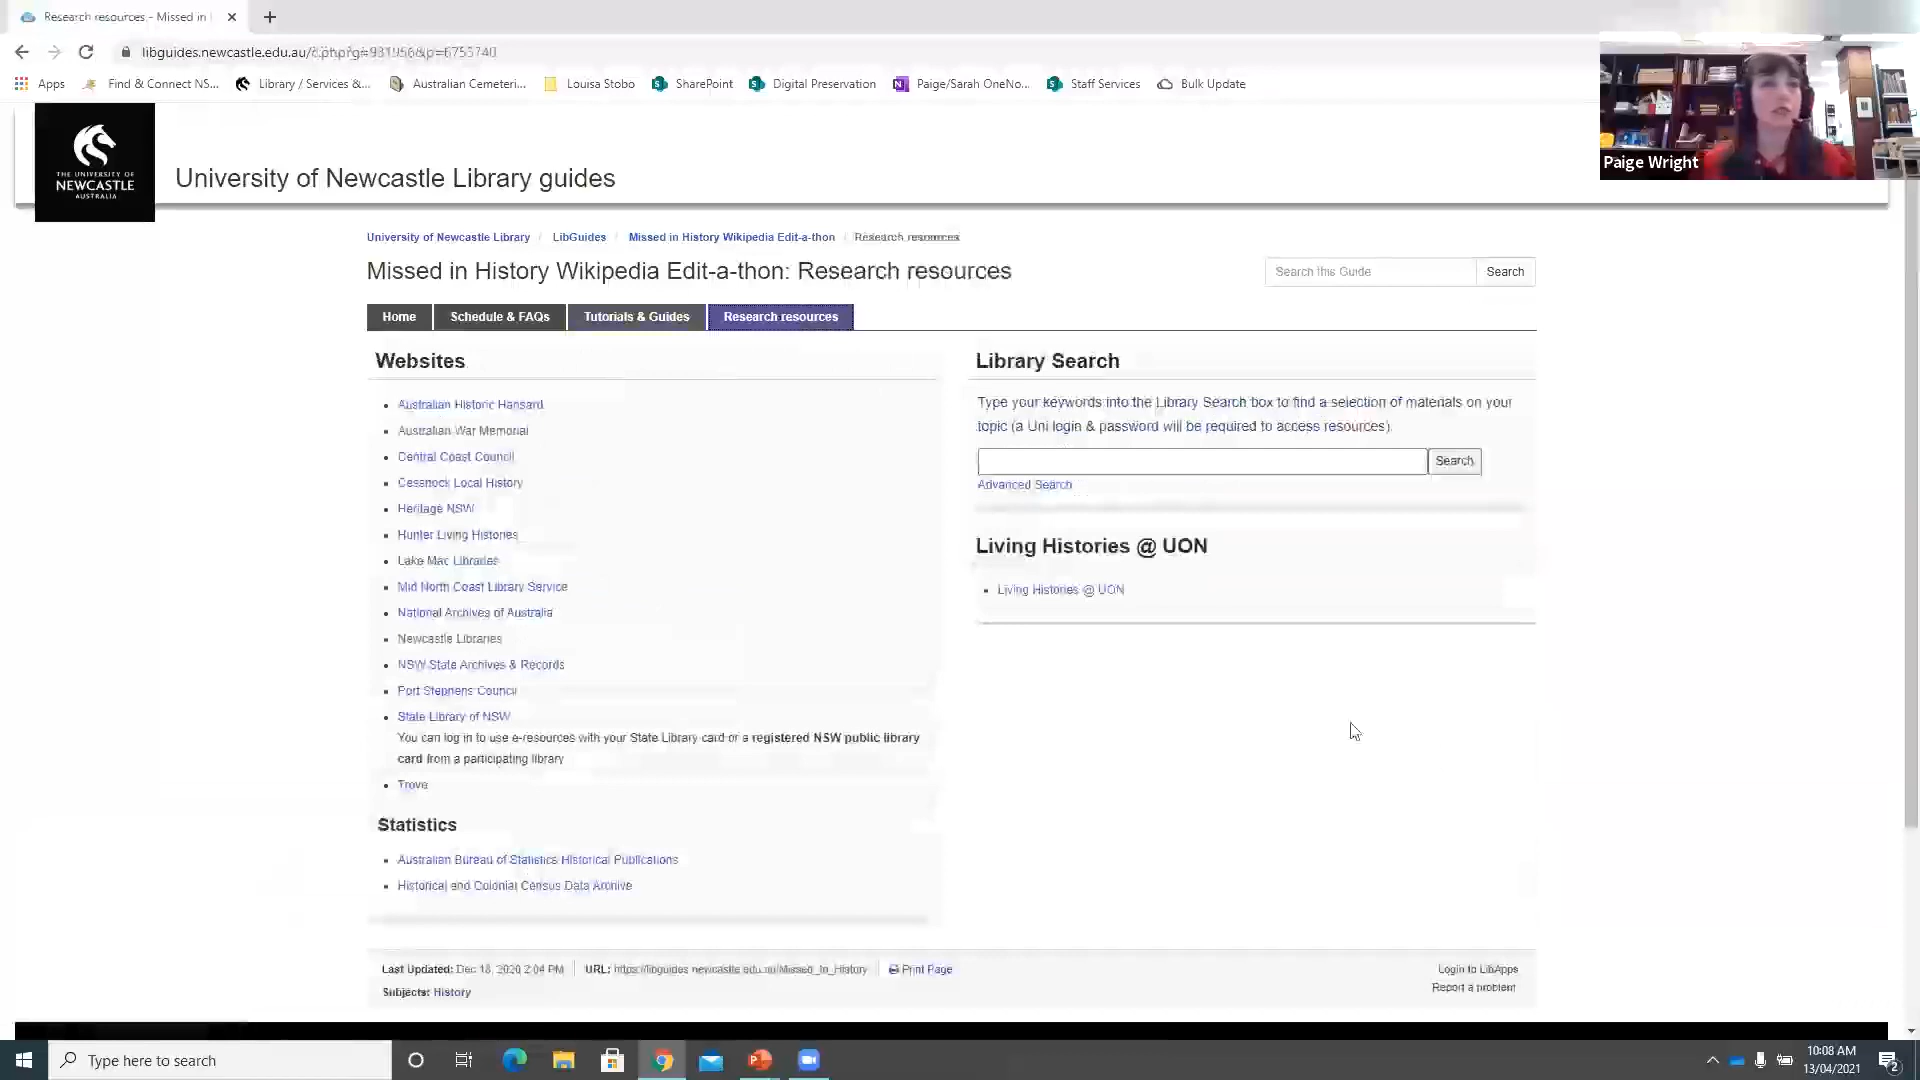 Research resources - Missed in
libguides.newcastle.edu.au/
Apps
Find & Connect NS...
Library / Services &...
Australian Cemeteri...
Louisa Stobo
SharePoint
Digital Preservation
Paige/Sarah OneNo...
Staff Services
Bulk Update
Paige Wright
THE UNIVERSITY OF
NEWCASTLE
AUSTRALIA
University of Newcastle Library guides
University of Newcastle Library / LibGuides / Missed in History Wikipedia Edit-a-thon / Research resources
Missed in History Wikipedia Edit-a-thon: Research resources
Search this Guide
Search
Home
Schedule & FAQs
Tutorials & Guides
Research resources
Websites
Australian Historic Hansard
Australian War Memorial
Central Coast Council
Cessnock Local History
Heritage NSW
Hunter Living Histories
Lake Mac Libraries
Mid North Coast Library Service
National Archives of Australia
Newcastle Libraries
NSW State Archives & Records
Port Stephens Council
State Library of NSW
You can log in to use e-resources with your State Library card or a registered NSW public library
card from a participating library
Trove
Statistics
Australian Bureau of Statistics Historical Publications
Historical and Colonial Census Data Archive
Library Search
Type your keywords into the Library Search box to find a selection of materials on your
topic (a Uni login & password will be required to access resources).
Search
Advanced Search
Living Histories @ UON
Living Histories @ UON
Last Updated: Dec 18, 2020 2:04 PM
URL: https://libguides.newcastle.edu.au/Missed_to_History
Print Page
Subjects: History
Login to LibApps
Report a problem
Type here to search
10:08 AM
13/04/2021
2